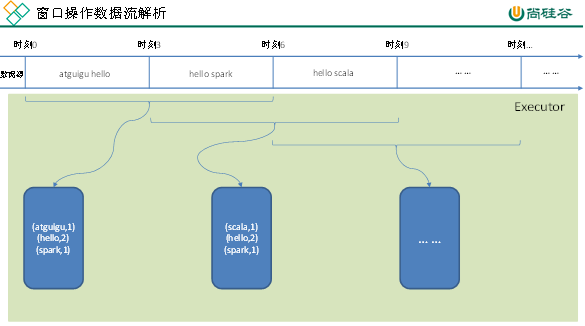 窗口操作数据流解析
尚硅谷
时刻0 时刻3 时刻6 时刻9 时刻...
数据源 atguigu hello hello spark hello scala ... ... ... ...
Executor
(atguigu,1)
(hello,2)
(spark,1)
(scala,1)
(hello,2)
(spark,1)
... ...